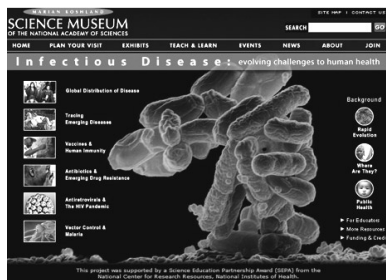 MARIAN KOSHLAND
SCIENCE MUSEUM
OF THE NATIONAL ACADEMY OF SCIENCES
SITE MAP | CONTACT US
SEARCH GO
HOME PLAN YOUR VISIT EXHIBITS TEACH & LEARN EVENTS NEWS ABOUT JOIN
Infectious Disease: evolving challenges to human health
Global Distribution of Disease
Tracing
Emerging Diseases
Vaccines &
Human Immunity
Antibiotics &
Emerging Drug Resistance
Antiretrovirals &
The HIV Pandemic
Vector Control &
Malaria
Background
Rapid
Evolution
Where
Are They?
Public
Health
For Educators
More Resources
Funding & Credi
This project was supported by a Science Education Partnership Award (SEPA) from the
National Center for Research Resources, National Institutes of Health.